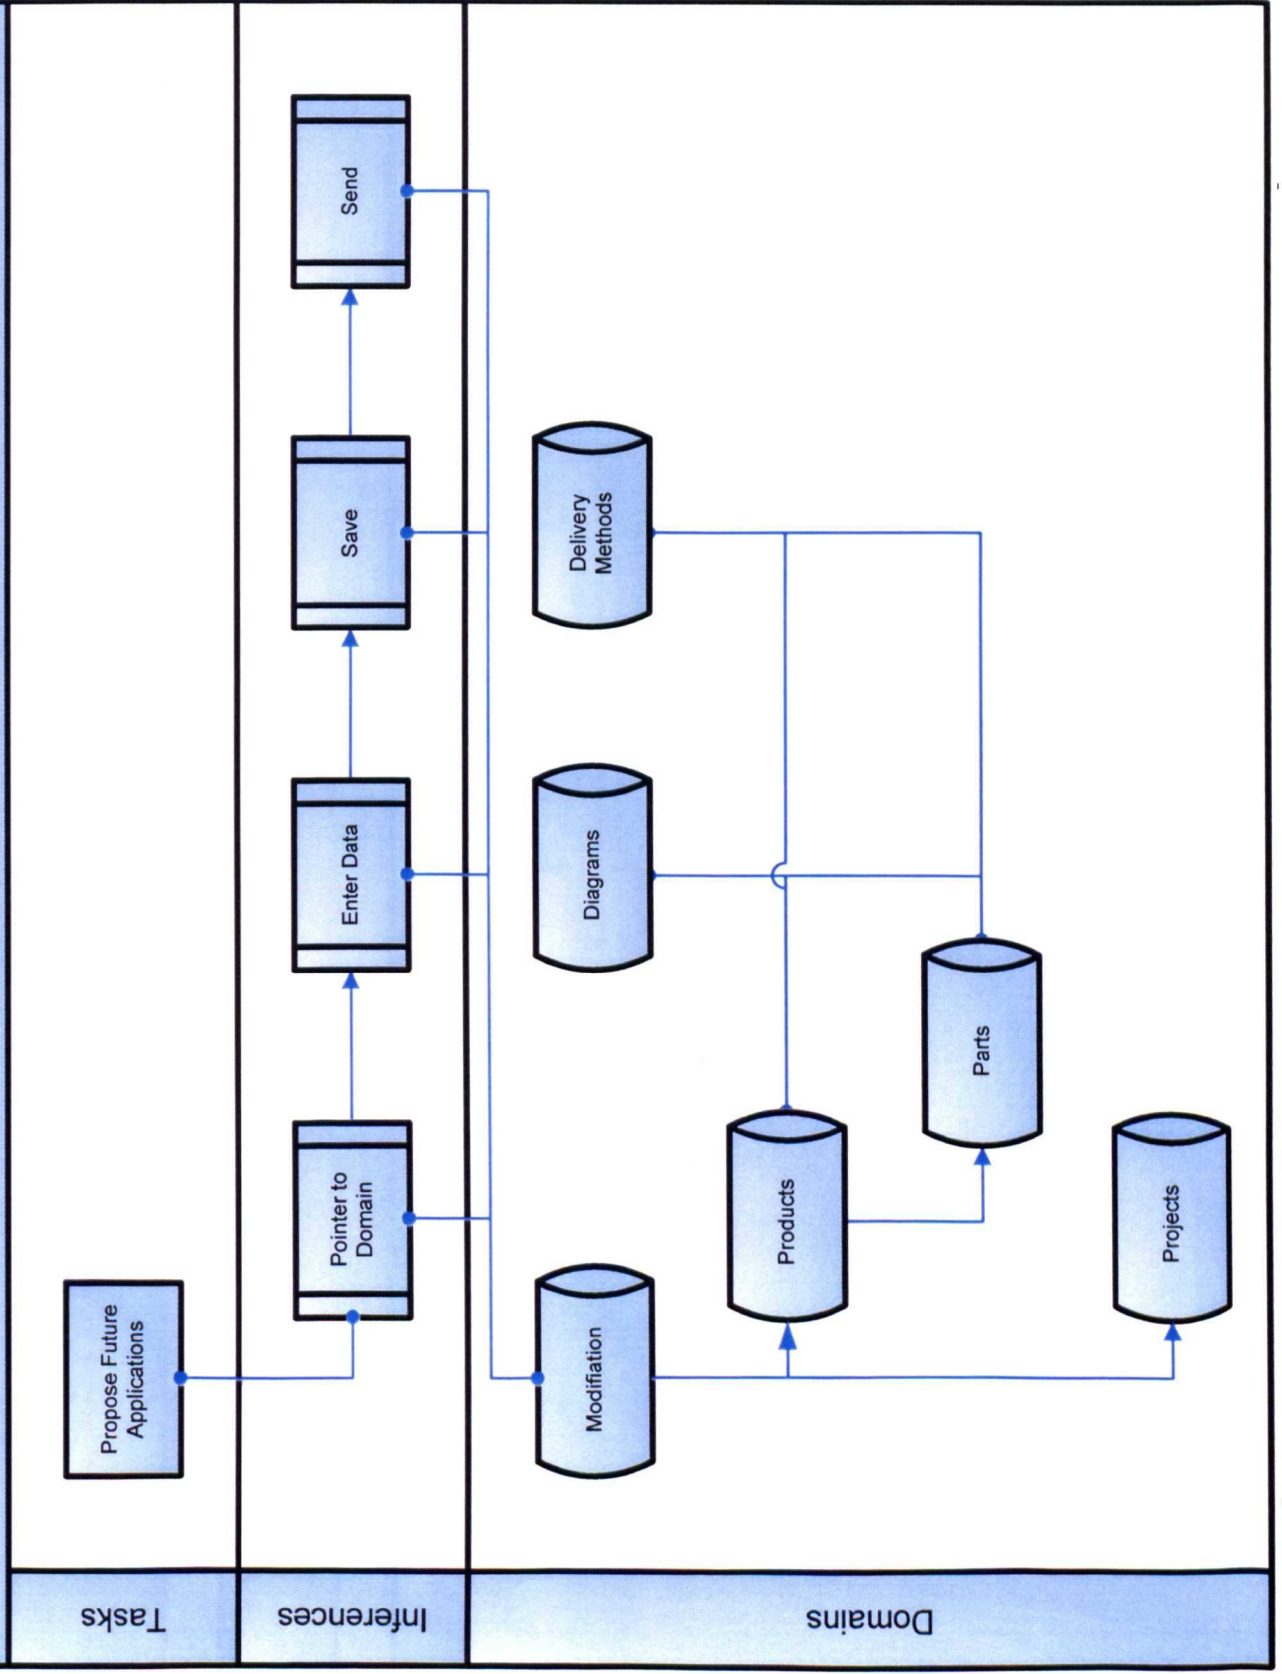 Tasks
Propose Future
Applications
Inferences
Pointer to
Domain
Enter Data
Save
Send
Domains
Modifiation
Diagrams
Delivery
Methods
Products
Parts
Projects